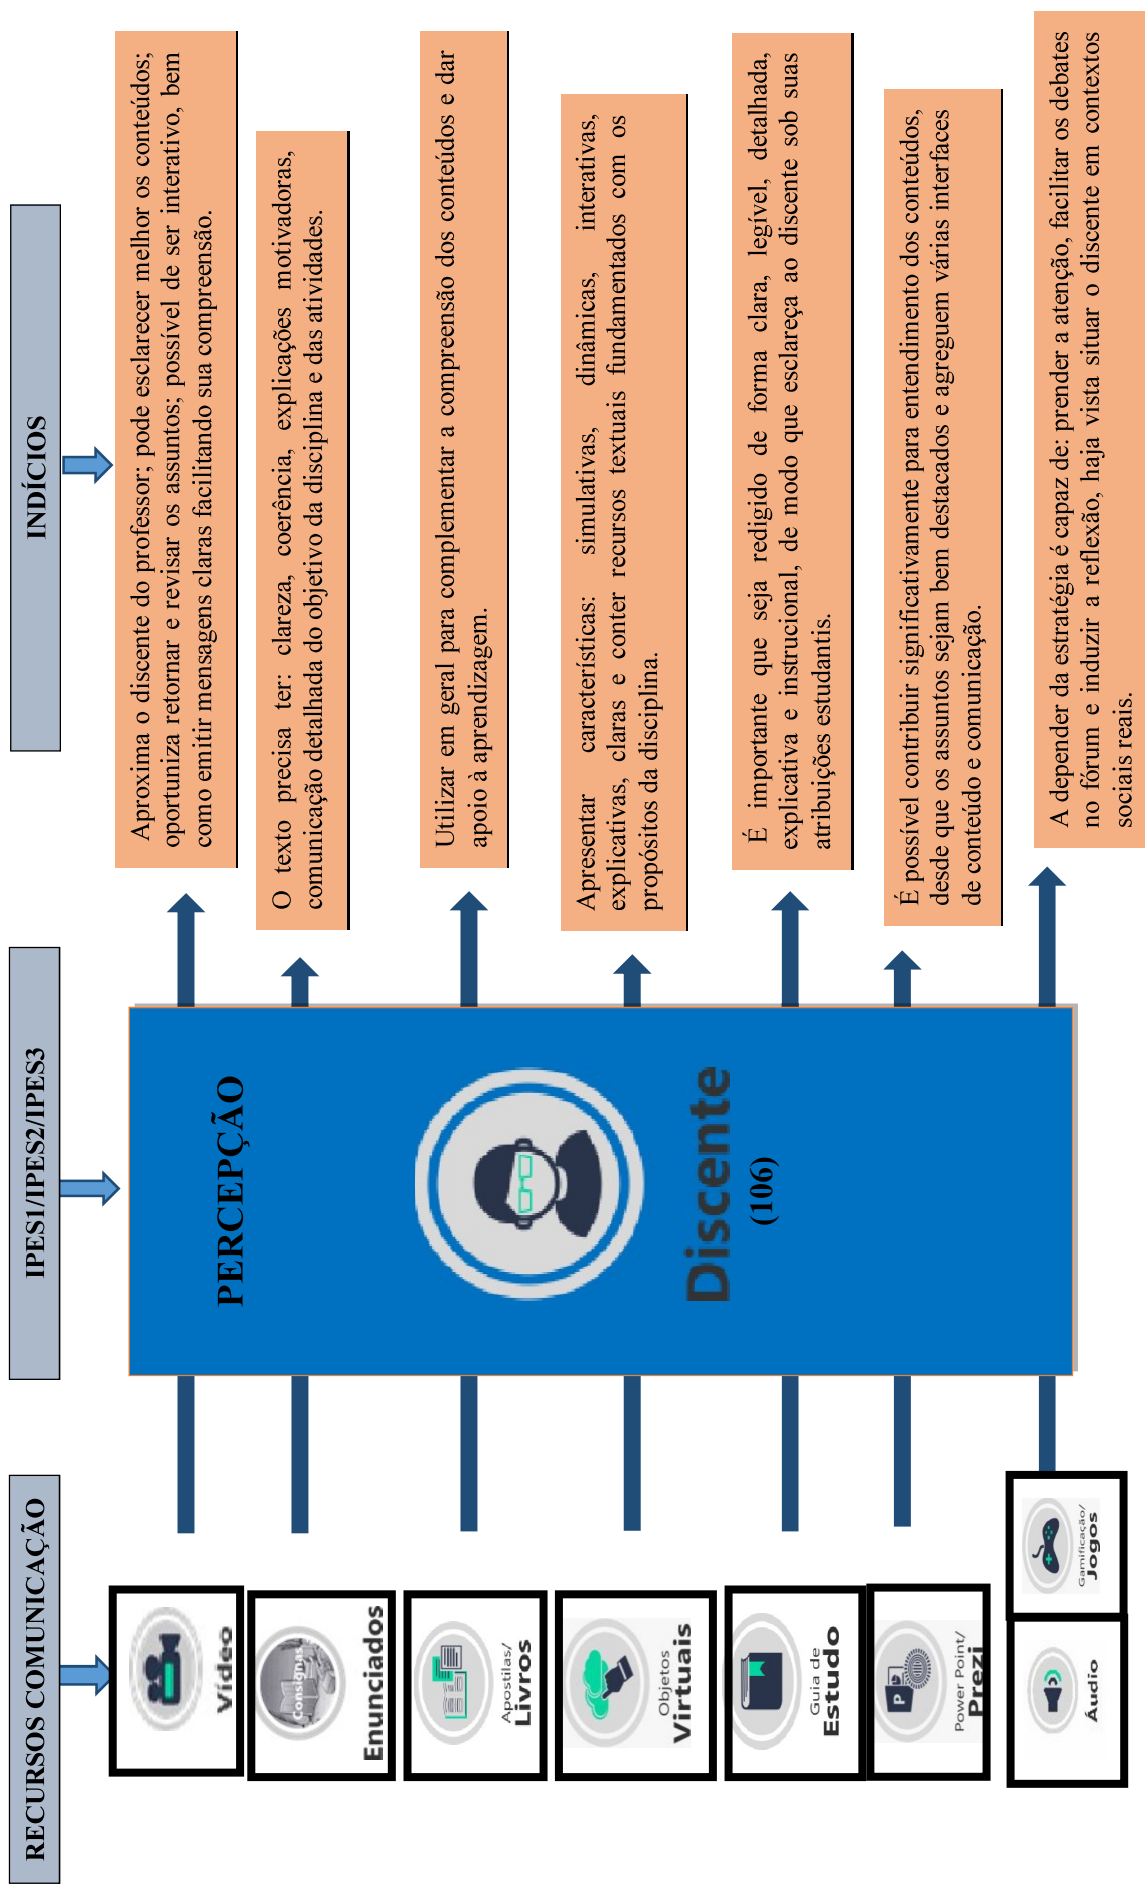 RECURSOS COMUNICAÇÃO
IPES1/IPES2/IPES3
INDÍCIOS
Vídeo
Consignas
Enunciados
Apostilas/
Livros
Objetos
Virtuais
Guia de
Estudo
P
Power Point/
Prezi
Áudio
Gamificação/
Jogos
PERCEPÇÃO
Discente
(106)
Aproxima o discente do professor; pode esclarecer melhor os conteúdos;
oportuniza retornar e revisar os assuntos; possível de ser interativo, bem
como emitir mensagens claras facilitando sua compreensão.
O texto precisa ter: clareza, coerência, explicações motivadoras,
comunicação detalhada do objetivo da disciplina e das atividades.
Utilizar em geral para complementar a compreensão dos conteúdos e dar
apoio à aprendizagem.
Apresentar características: simulativas, dinâmicas, interativas,
explicativas, claras e conter recursos textuais fundamentados com os
propósitos da disciplina.
É importante que seja redigido de forma clara, legível, detalhada,
explicativa e instrucional, de modo que esclareça ao discente sob suas
atribuições estudantis.
É possível contribuir significativamente para entendimento dos conteúdos,
desde que os assuntos sejam bem destacados e agreguem várias interfaces
de conteúdo e comunicação.
A depender da estratégia é capaz de: prender a atenção, facilitar os debates
no fórum e induzir a reflexão, haja vista situar o discente em contextos
sociais reais.